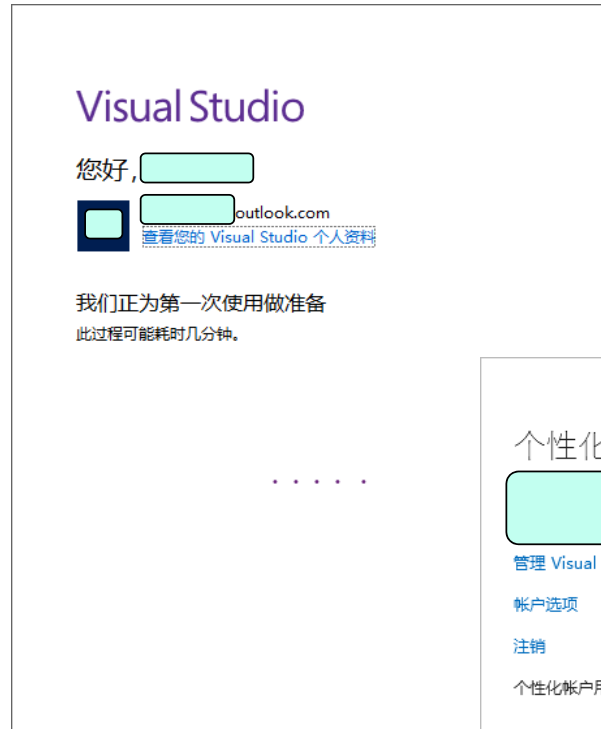 Visual Studio
您好,
outlook.com
查看您的 Visual Studio 个人资料
我们正为第一次使用做准备
此过程可能耗时几分钟。
个性化
管理 Visual
帐户选项
注销
个性化帐户用